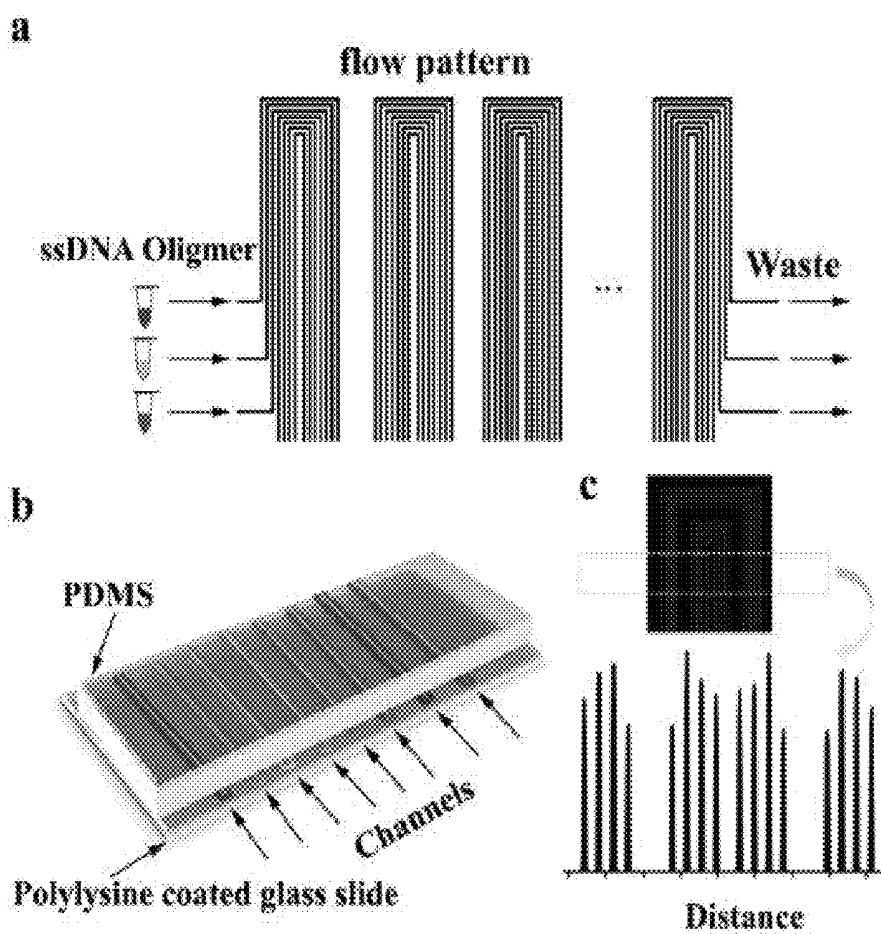 a
flow pattern
ssDNA Oligmer
Waste
...
b
PDMS
Channels
Polylysine coated glass slide
c
Distance